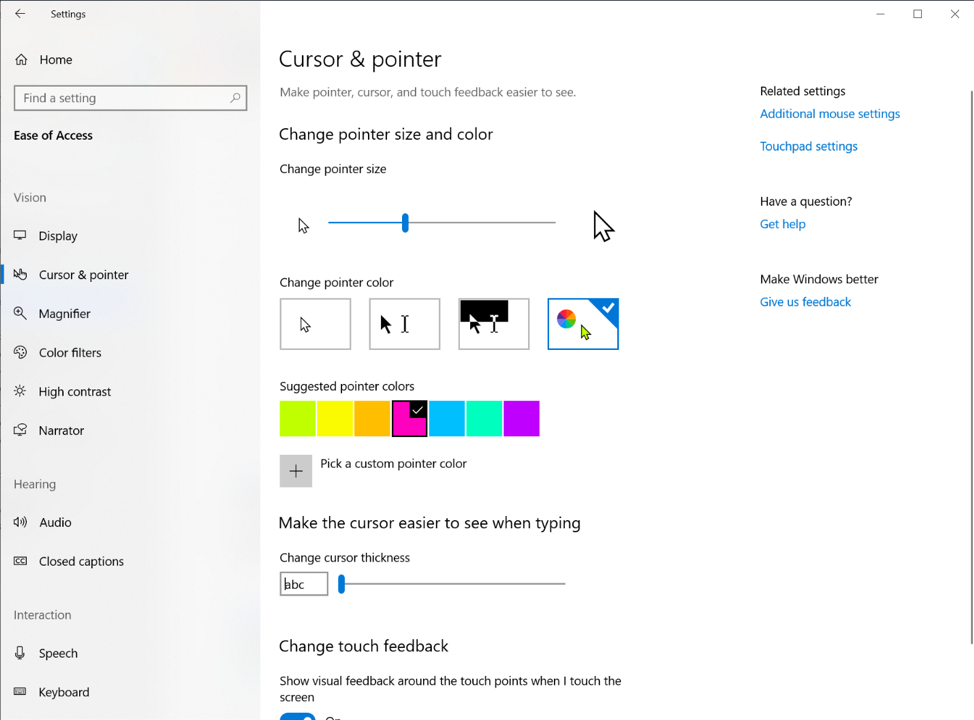 Settings
Home
Find a setting
Ease of Access
Vision
Display
Cursor & pointer
Magnifier
Color filters
High contrast
Narrator
Hearing
Audio
Closed captions
Interaction
Speech
Keyboard
Cursor & pointer
Make pointer, cursor, and touch feedback easier to see.
Change pointer size and color
Change pointer size
Change pointer color
Suggested pointer colors
Pick a custom pointer color
Make the cursor easier to see when typing
Change cursor thickness
abc
Change touch feedback
Show visual feedback around the touch points when I touch the
screen
On
Related settings
Additional mouse settings
Touchpad settings
Have a question?
Get help
Make Windows better
Give us feedback